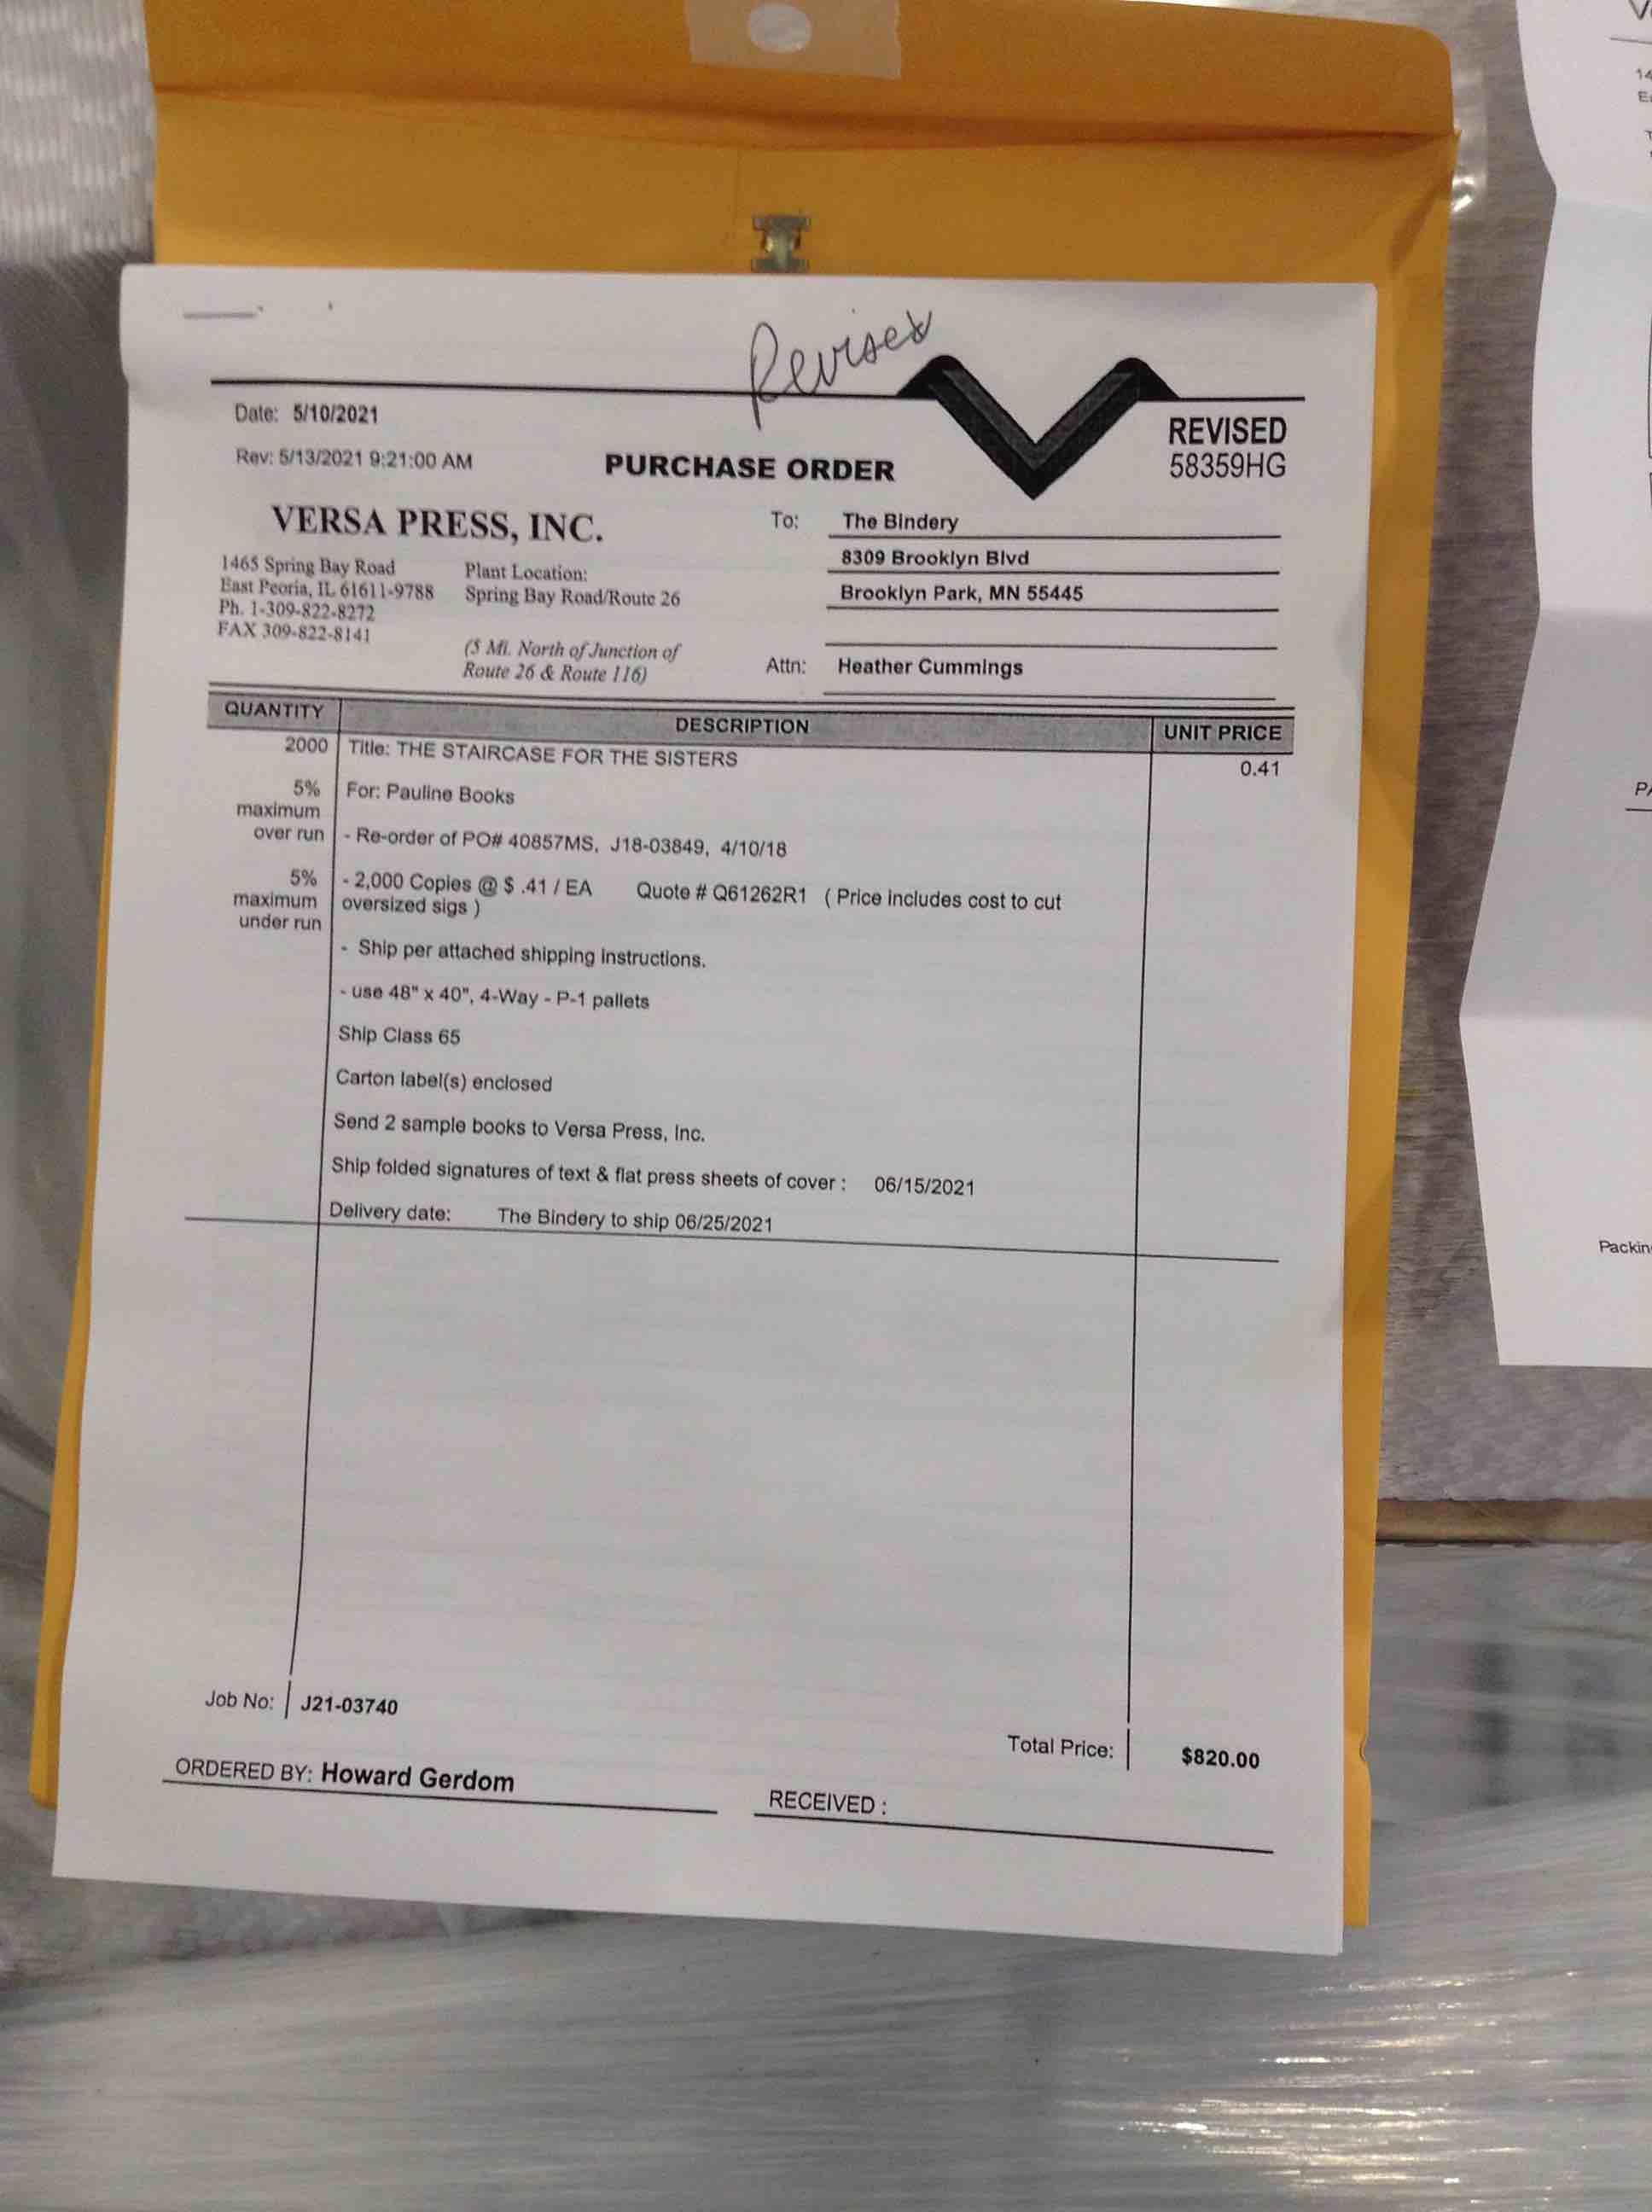 Revised
Date: 5/10/2021
Rev: 5/13/2021 9:21:00 AM
PURCHASE ORDER
REVISED
58359HG
VERSA PRESS, INC.
1465 Spring Bay Road
East Peoria, IL 61611-9788
Ph. 1-309-822-8272
FAX 309-822-8141
Plant Location:
Spring Bay Road/Route 26
(5 Mi. North of Junction of
Route 26 & Route 116)
To: The Bindery
8309 Brooklyn Blvd
Brooklyn Park, MN 55445
Attn: Heather Cummings
QUANTITY DESCRIPTION UNIT PRICE
2000 Title: THE STAIRCASE FOR THE SISTERS 0.41
5%
maximum
over run
For: Pauline Books
- Re-order of PO# 40857MS, J18-03849, 4/10/18
5%
maximum
under run
- 2,000 Copies @ $ .41 / EA Quote # Q61262R1 ( Price includes cost to cut
oversized sigs )
- Ship per attached shipping instructions.
- use 48" x 40", 4-Way - P-1 pallets
Ship Class 65
Carton label(s) enclosed
Send 2 sample books to Versa Press, Inc.
Ship folded signatures of text & flat press sheets of cover : 06/15/2021
Delivery date: The Bindery to ship 06/25/2021
Job No: J21-03740
Total Price: $820.00
ORDERED BY: Howard Gerdom
RECEIVED :
14
Packin